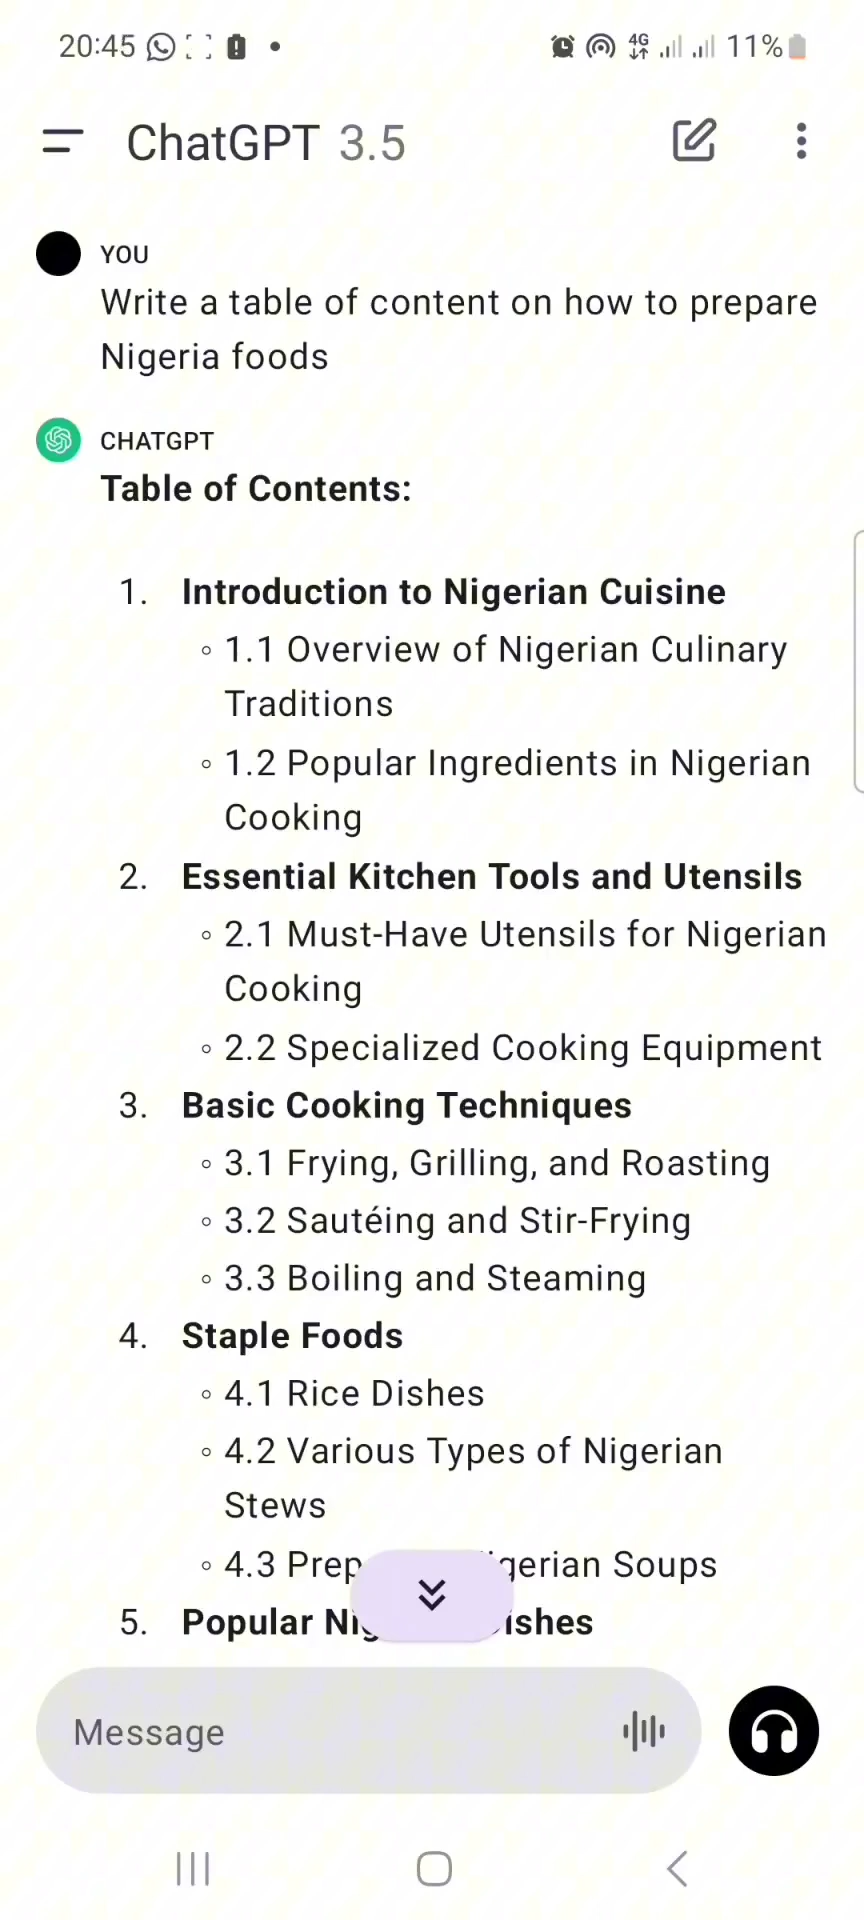 20:45
4G
11%
ChatGPT 3.5
YOU
Write a table of content on how to prepare
Nigeria foods
CHATGPT
Table of Contents:
1. Introduction to Nigerian Cuisine
1.1 Overview of Nigerian Culinary
Traditions
1.2 Popular Ingredients in Nigerian
Cooking
2. Essential Kitchen Tools and Utensils
2.1 Must-Have Utensils for Nigerian
Cooking
2.2 Specialized Cooking Equipment
3. Basic Cooking Techniques
3.1 Frying, Grilling, and Roasting
3.2 Sautéing and Stir-Frying
3.3 Boiling and Steaming
4. Staple Foods
4.1 Rice Dishes
4.2 Various Types of Nigerian
Stews
4.3 Soups
5. Popular
Message